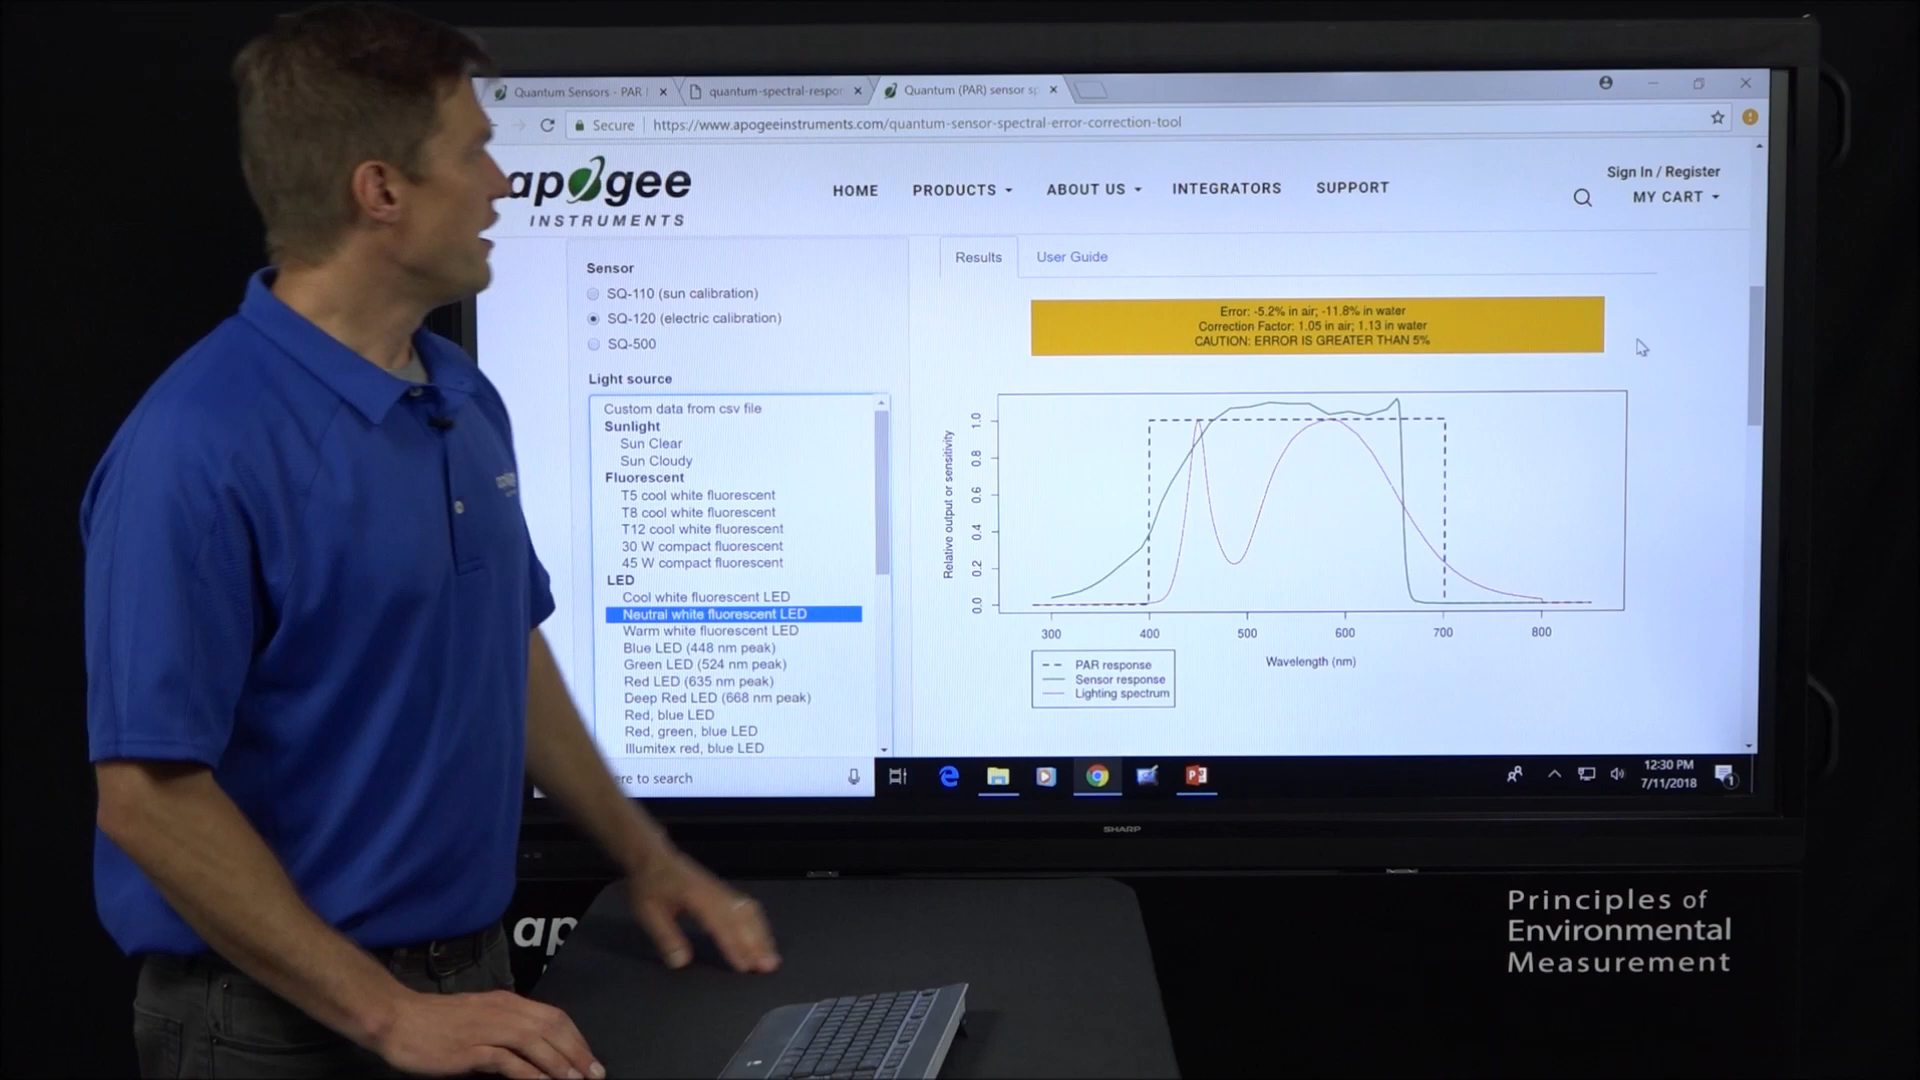 Quantum Sensors - PAR
quantum-spectral-respor
Quantum (PAR) sensor sp
Secure
https://www.apogeeinstruments.com/quantum-sensor-spectral-error-correction-tool
apogee
INSTRUMENTS
HOME
PRODUCTS
ABOUT US
INTEGRATORS
SUPPORT
Sign In / Register
MY CART
Sensor
SQ-110 (sun calibration)
SQ-120 (electric calibration)
SQ-500
Light source
Custom data from csv file
Sunlight
Sun Clear
Sun Cloudy
Fluorescent
T5 cool white fluorescent
T8 cool white fluorescent
T12 cool white fluorescent
30 W compact fluorescent
45 W compact fluorescent
LED
Cool white fluorescent LED
Neutral white fluorescent LED
Warm white fluorescent LED
Blue LED (448 nm peak)
Green LED (524 nm peak)
Red LED (635 nm peak)
Deep Red LED (668 nm peak)
Red, blue LED
Red, green, blue LED
Illumitex red, blue LED
Results
User Guide
Error: -5.2% in air; -11.8% in water
Correction Factor: 1.05 in air; 1.13 in water
CAUTION: ERROR IS GREATER THAN 5%
Relative output or sensitivity
1.0
0.8
0.6
0.4
0.2
0.0
300
400
500
600
700
800
Wavelength (nm)
PAR response
Sensor response
Lighting spectrum
ere to search
12:30 PM
7/11/2018
1
SHARP
ap
Principles of
Environmental
Measurement